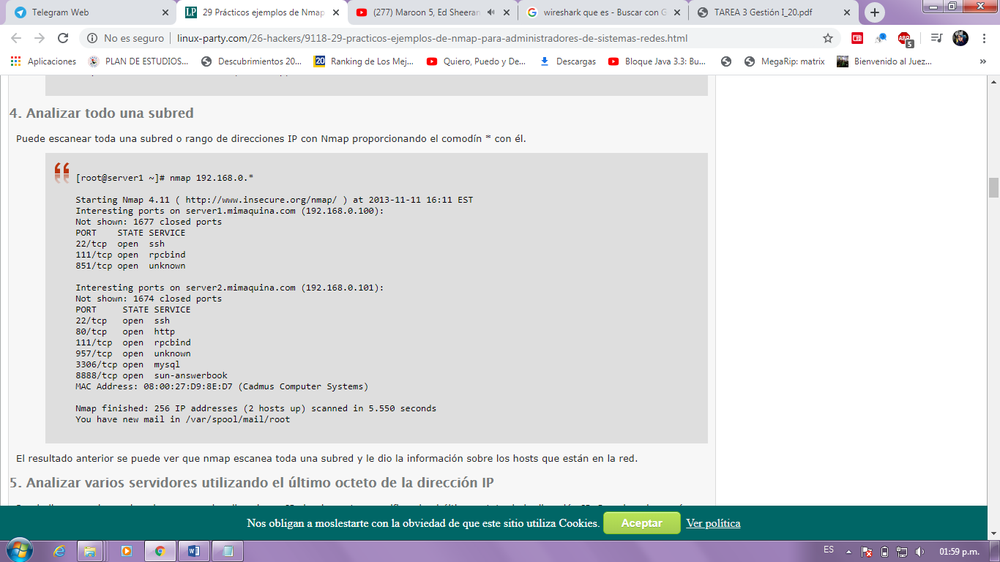 Telegram Web
29 Prácticos ejemplos de Nmap
(277) Maroon 5, Ed Sheeran
wireshark que es - Buscar con G
TAREA 3 Gestión I_20.pdf
No es seguro
linux-party.com/26-hackers/9118-29-practicos-ejemplos-de-nmap-para-administradores-de-sistemas-redes.html
ABP
5
Aplicaciones
PLAN DE ESTUDIOS...
Descubrimientos 20...
20
Ranking de Los Mej...
Quiero, Puedo y De...
Descargas
Bloque Java 3.3: Bu...
MegaRip: matrix
Bienvenido al Juez...
»
4. Analizar todo una subred
Puede escanear toda una subred o rango de direcciones IP con Nmap proporcionando el comodín * con él.
[root@server1 ~]# nmap 192.168.0.*
Starting Nmap 4.11 ( http://www.insecure.org/nmap/ ) at 2013-11-11 16:11 EST
Interesting ports on server1.mimaquina.com (192.168.0.100):
Not shown: 1677 closed ports
PORT    STATE SERVICE
22/tcp  open  ssh
111/tcp open  rpcbind
851/tcp open  unknown
Interesting ports on server2.mimaquina.com (192.168.0.101):
Not shown: 1674 closed ports
PORT     STATE SERVICE
22/tcp   open  ssh
80/tcp   open  http
111/tcp  open  rpcbind
957/tcp  open  unknown
3306/tcp open  mysql
8888/tcp open  sun-answerbook
MAC Address: 08:00:27:D9:8E:D7 (Cadmus Computer Systems)
Nmap finished: 256 IP addresses (2 hosts up) scanned in 5.550 seconds
You have new mail in /var/spool/mail/root
El resultado anterior se puede ver que nmap escanea toda una subred y le dio la información sobre los hosts que están en la red.
5. Analizar varios servidores utilizando el último octeto de la dirección IP
Nos obligan a moslestarte con la obviedad de que este sitio utiliza Cookies.
Aceptar
Ver política
ES
01:59 p.m.